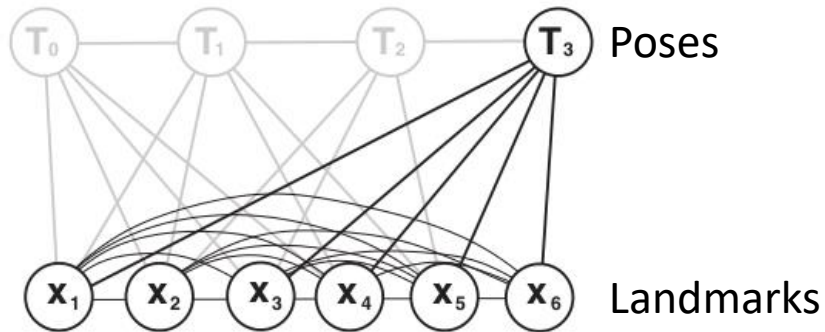 T₀ T₁ T₂ T₃ Poses
x₁ x₂ x₃ x₄ x₅ x₆ Landmarks